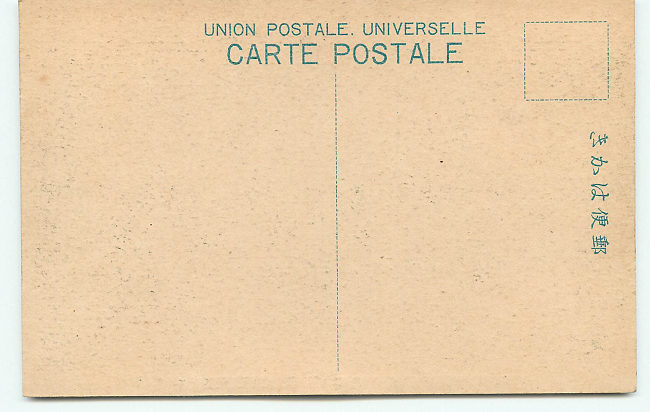 UNION POSTALE. UNIVERSELLE
CARTE POSTALE
郵便はかき